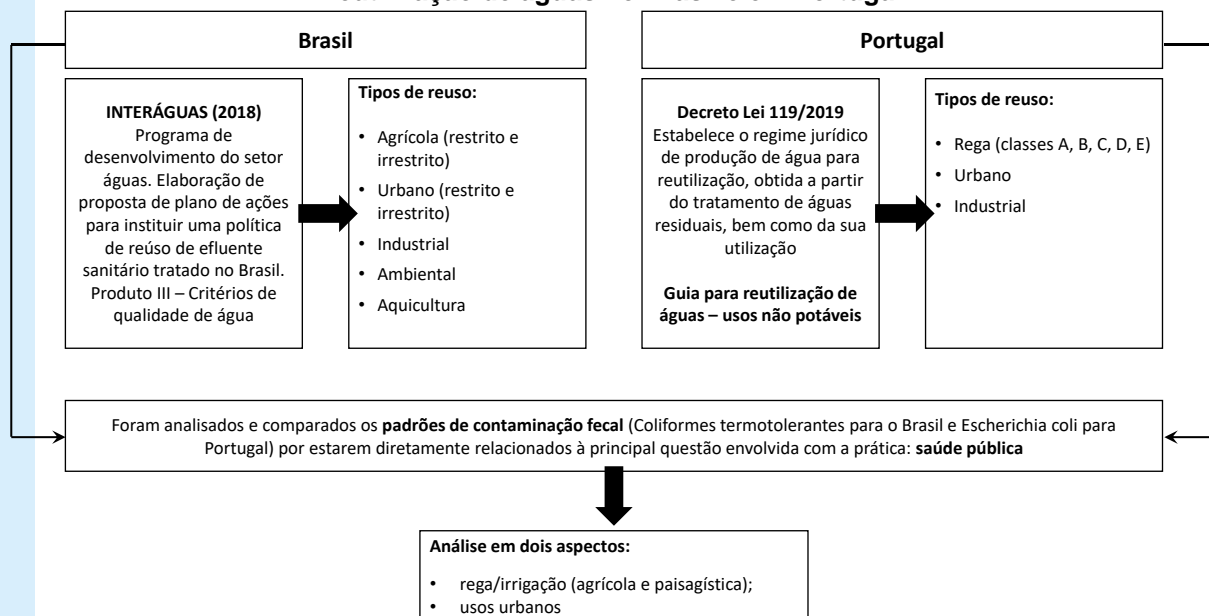 Brasil
Portugal
INTERÁGUAS (2018)
Programa de
desenvolvimento do setor
águas. Elaboração de
proposta de plano de ações
para instituir uma política
de reúso de efluente
sanitário tratado no Brasil.
Produto III – Critérios de
qualidade de água
Tipos de reuso:
• Agrícola (restrito e
irrestrito)
• Urbano (restrito e
irrestrito)
• Industrial
• Ambiental
• Aquicultura
Decreto Lei 119/2019
Estabelece o regime jurídico
de produção de água para
reutilização, obtida a partir
do tratamento de águas
residuais, bem como da sua
utilização
Guia para reutilização de
águas – usos não potáveis
Tipos de reuso:
• Rega (classes A, B, C, D, E)
• Urbano
• Industrial
Foram analisados e comparados os padrões de contaminação fecal (Coliformes termotolerantes para o Brasil e Escherichia coli para
Portugal) por estarem diretamente relacionados à principal questão envolvida com a prática: saúde pública
Análise em dois aspectos:
• rega/irrigação (agrícola e paisagística);
• usos urbanos